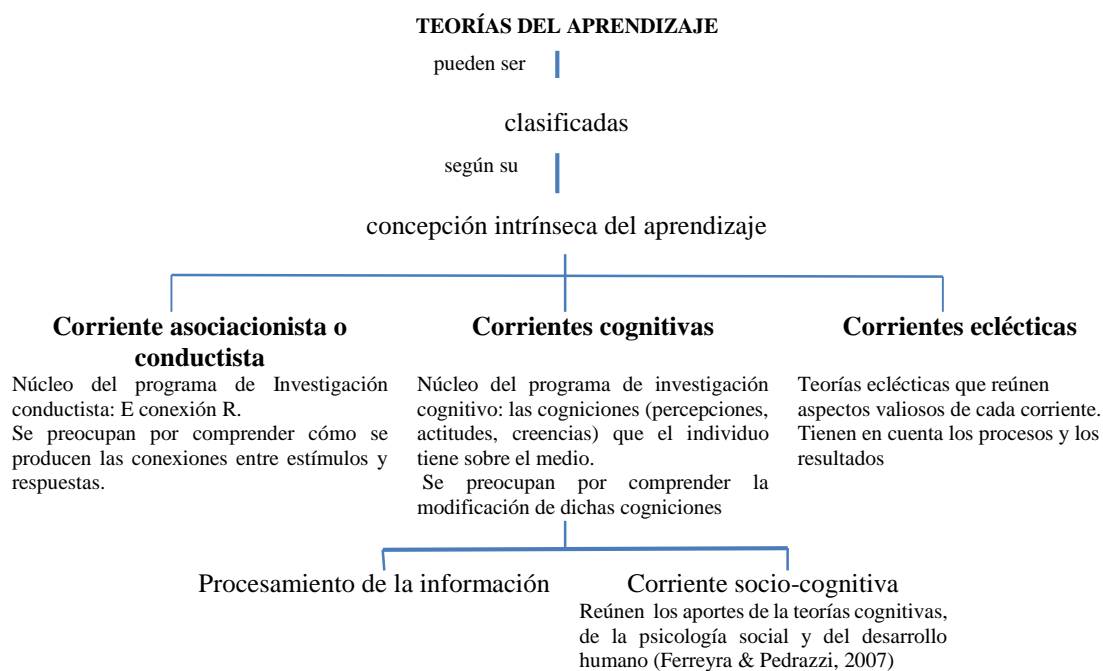 TEORÍAS DEL APRENDIZAJE
pueden ser
clasificadas
según su
concepción intrínseca del aprendizaje
Corriente asociacionista o
conductista
Núcleo del programa de Investigación
conductista: E conexión R.
Se preocupan por comprender cómo se
producen las conexiones entre estímulos y
respuestas.
Corrientes cognitivas
Núcleo del programa de investigación
cognitivo: las cogniciones (percepciones,
actitudes, creencias) que el individuo
tiene sobre el medio.
Se preocupan por comprender la
modificación de dichas cogniciones
Corrientes eclécticas
Teorías eclécticas que reúnen
aspectos valiosos de cada corriente.
Tienen en cuenta los procesos y los
resultados
Procesamiento de la información
Corriente socio-cognitiva
Reúnen los aportes de la teorías cognitivas,
de la psicología social y del desarrollo
humano (Ferreyra & Pedrazzi, 2007)